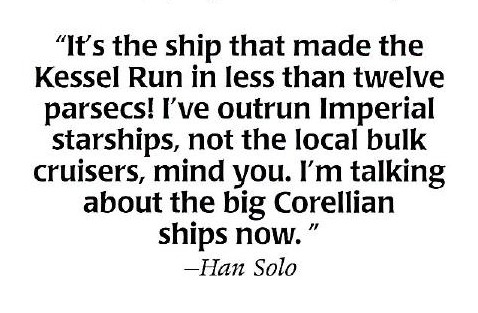 “It’s the ship that made the
Kessel Run in less than twelve
parsecs! I’ve outrun Imperial
starships, not the local bulk
cruisers, mind you. I’m talking
about the big Corellian
ships now. ”
–Han Solo